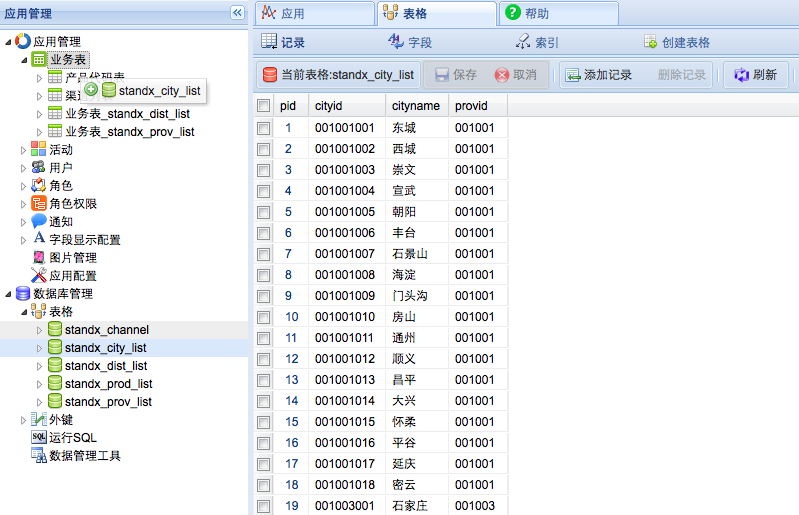 应用管理
应用管理
业务表
产品代码表
渠道
standx_city_list
业务表_standx_dist_list
业务表_standx_prov_list
活动
用户
角色
角色权限
通知
A 字段显示配置
图片管理
应用配置
数据库管理
表格
standx_channel
standx_city_list
standx_dist_list
standx_prod_list
standx_prov_list
外键
SQL 运行SQL
数据管理工具
应用 表格 ? 帮助
记录 字段 索引 创建表格
当前表格:standx_city_list 保存 取消 添加记录 删除记录 刷新
pid cityid cityname provid
1 001001001 东城 001001
2 001001002 西城 001001
3 001001003 崇文 001001
4 001001004 宣武 001001
5 001001005 朝阳 001001
6 001001006 丰台 001001
7 001001007 石景山 001001
8 001001008 海淀 001001
9 001001009 门头沟 001001
10 001001010 房山 001001
11 001001011 通州 001001
12 001001012 顺义 001001
13 001001013 昌平 001001
14 001001014 大兴 001001
15 001001015 怀柔 001001
16 001001016 平谷 001001
17 001001017 延庆 001001
18 001001018 密云 001001
19 001003001 石家庄 001003